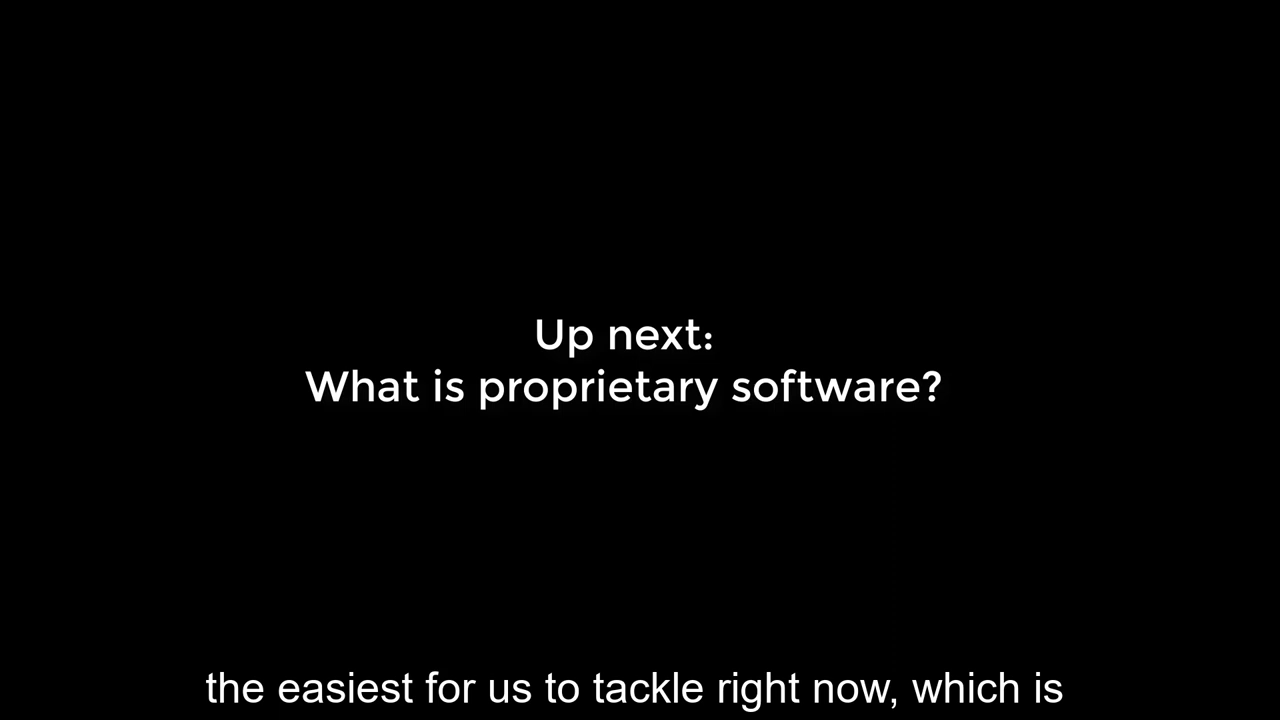 Up next:
What is proprietary software?
the easiest for us to tackle right now, which is